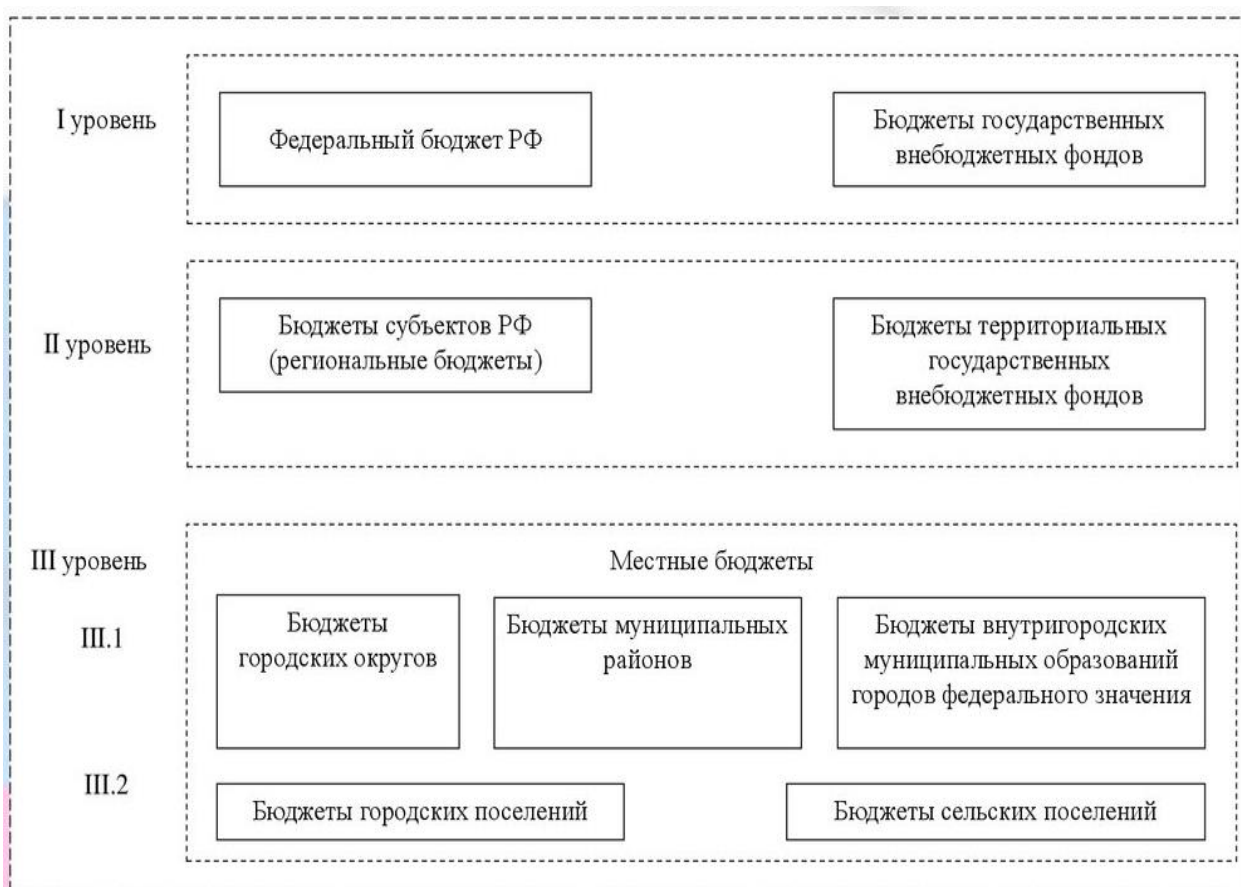 I уровень
Федеральный бюджет РФ
Бюджеты государственных
внебюджетных фондов
II уровень
Бюджеты субъектов РФ
(региональные бюджеты)
Бюджеты территориальных
государственных
внебюджетных фондов
III уровень
Местные бюджеты
III.1
Бюджеты
городских округов
Бюджеты муниципальных
районов
Бюджеты внутригородских
муниципальных образований
городов федерального значения
III.2
Бюджеты городских поселений
Бюджеты сельских поселений